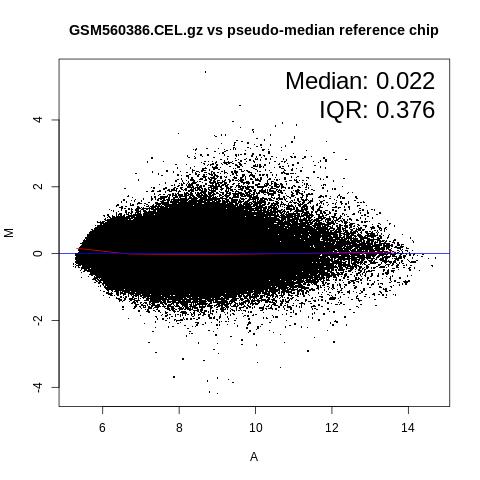 GSM560386.CEL.gz vs pseudo-median reference chip
Median: 0.022
IQR: 0.376
4
2
0
-2
-4
M
6 8 10 12 14
A